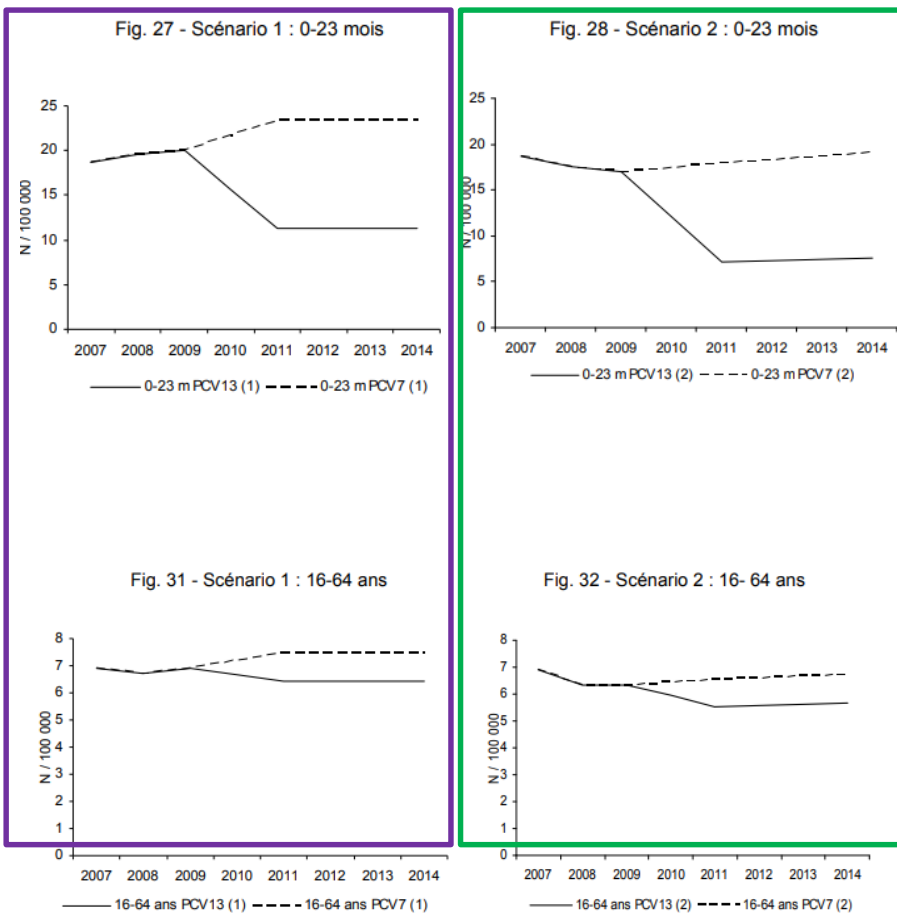 Fig. 27 - Scénario 1 : 0-23 mois
25
20
15
10
5
0
N / 100 000
2007 2008 2009 2010 2011 2012 2013 2014
0-23 m PCV13 (1) 0-23 m PCV7 (1)
Fig. 28 - Scénario 2 : 0-23 mois
25
20
15
10
5
0
N / 100 000
2007 2008 2009 2010 2011 2012 2013 2014
0-23 m PCV13 (2) 0-23 m PCV7 (2)
Fig. 31 - Scénario 1 : 16-64 ans
8
7
6
5
4
3
2
1
0
N / 100 000
2007 2008 2009 2010 2011 2012 2013 2014
16-64 ans PCV13 (1) 16-64 ans PCV7 (1)
Fig. 32 - Scénario 2 : 16- 64 ans
8
7
6
5
4
3
2
1
0
N / 100 000
2007 2008 2009 2010 2011 2012 2013 2014
16-64 ans PCV13 (2) 16-64 ans PCV7 (2)